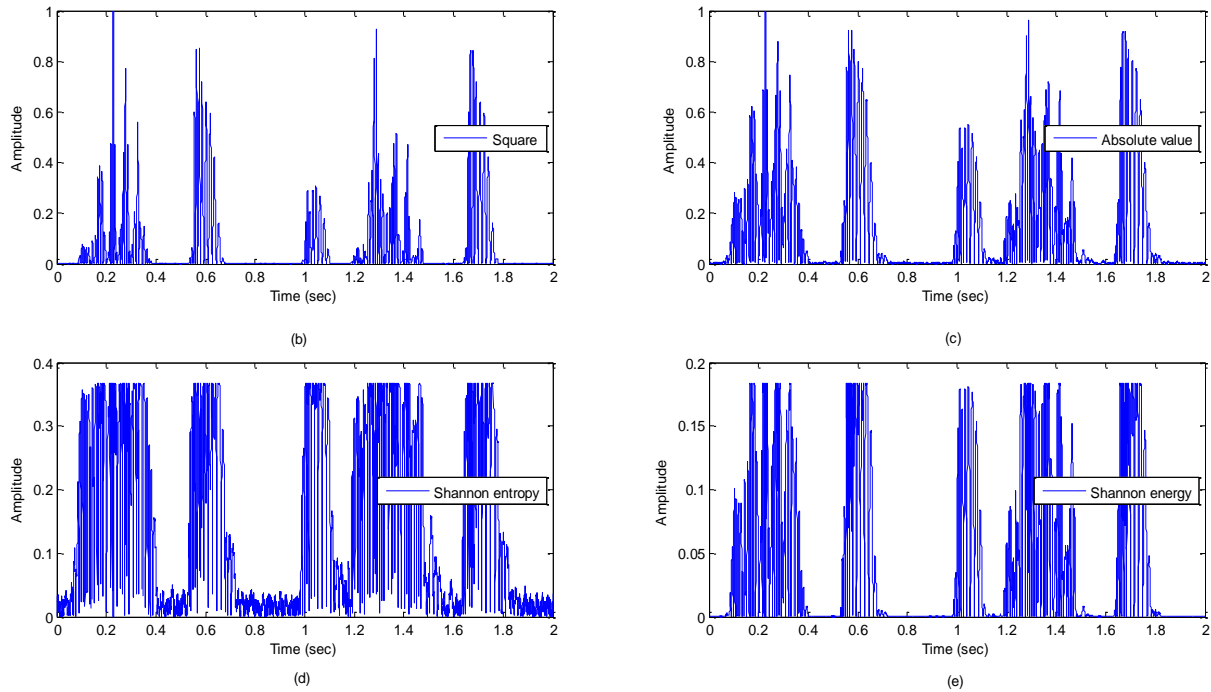 1
0.8
0.6
0.4
0.2
0
Amplitude
Square
0 0.2 0.4 0.6 0.8 1 1.2 1.4 1.6 1.8 2
Time (sec)
(b)
1
0.8
0.6
0.4
0.2
0
Amplitude
Absolute value
0 0.2 0.4 0.6 0.8 1 1.2 1.4 1.6 1.8 2
Time (sec)
(c)
0.4
0.3
0.2
0.1
0
Amplitude
Shannon entropy
0 0.2 0.4 0.6 0.8 1 1.2 1.4 1.6 1.8 2
Time (sec)
(d)
0.2
0.15
0.1
0.05
0
Amplitude
Shannon energy
0 0.2 0.4 0.6 0.8 1 1.2 1.4 1.6 1.8 2
Time (sec)
(e)